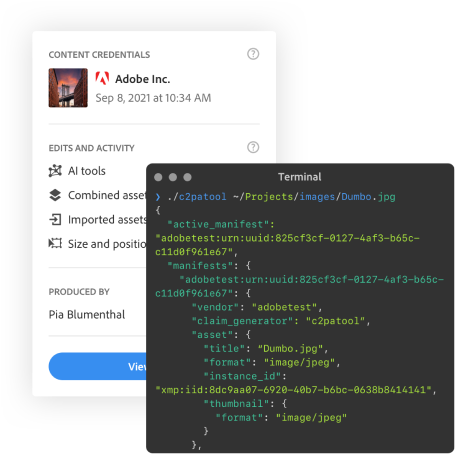 CONTENT CREDENTIALS
Adobe Inc.
Sep 8, 2021 at 10:34 AM
EDITS AND ACTIVITY
AI tools
Combined asset
Imported assets
Size and positio
PRODUCED BY
Pia Blumenthal
View
Terminal
❯ ./c2patool ~/Projects/images/Dumbo.jpg
{
"active_manifest":
"adobetest:urn:uuid:825cf3cf-0127-4af3-b65c-
c11d0f961e67",
"manifests": {
"adobetest:urn:uuid:825cf3cf-0127-4af3-b65c-
c11d0f961e67": {
"vendor": "adobetest",
"claim_generator": "c2patool",
"asset": {
"title": "Dumbo.jpg",
"format": "image/jpeg",
"instance_id":
"xmp:iid:8dc9aa07-6920-40b7-b6bc-0638b8414141",
"thumbnail": {
"format": "image/jpeg"
}
},